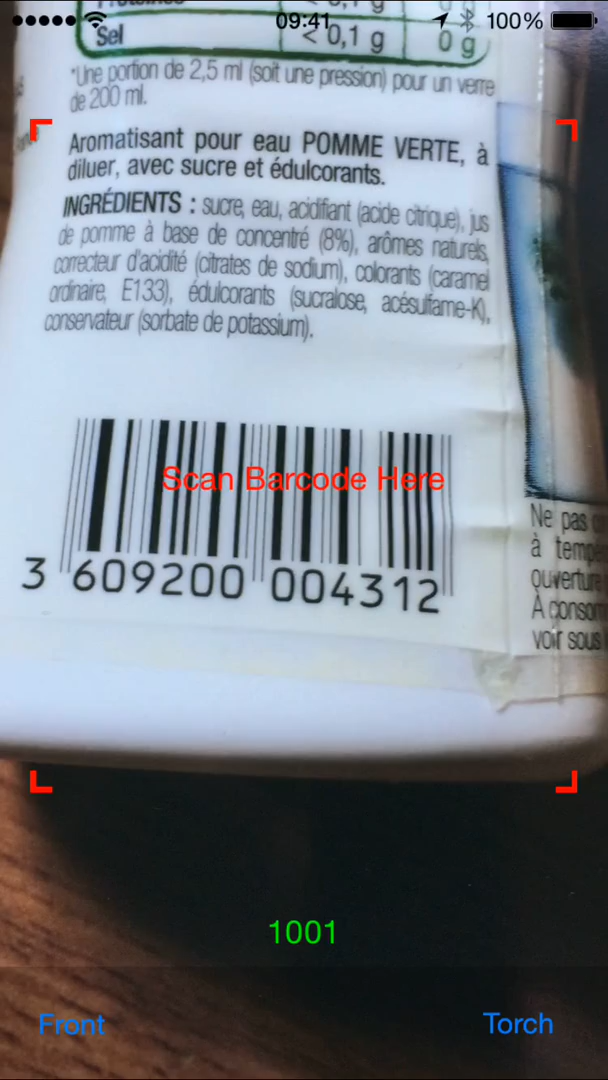 09:41
100%
Sel
< 0,1 g
0 g
*Une portion de 2,5 ml (soit une pression) pour un verre
de 200 ml.
Aromatisant pour eau POMME VERTE, à
diluer, avec sucre et édulcorants.
INGRÉDIENTS : sucre, eau, acidifiant (acide citrique), jus
de pomme à base de concentré (8%), arômes naturels,
correcteur d'acidité (citrates de sodium), colorants (caramel
ordinaire, E133), édulcorants (sucralose, acésulfame-K),
conservateur (sorbate de potassium).
Scan Barcode Here
3 609200 004312
Ne pas
à
ouverture
À
voir sous
1001
Front
Torch